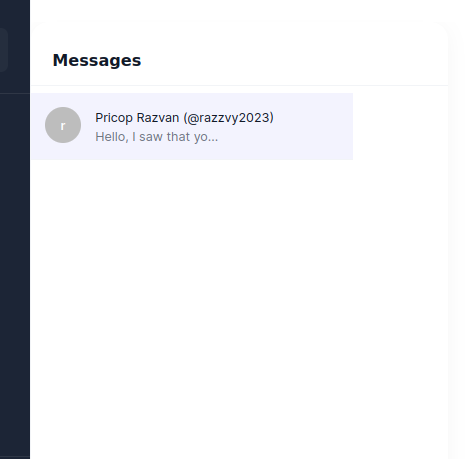 Messages
r
Pricop Razvan (@razzvy2023)
Hello, I saw that yo...